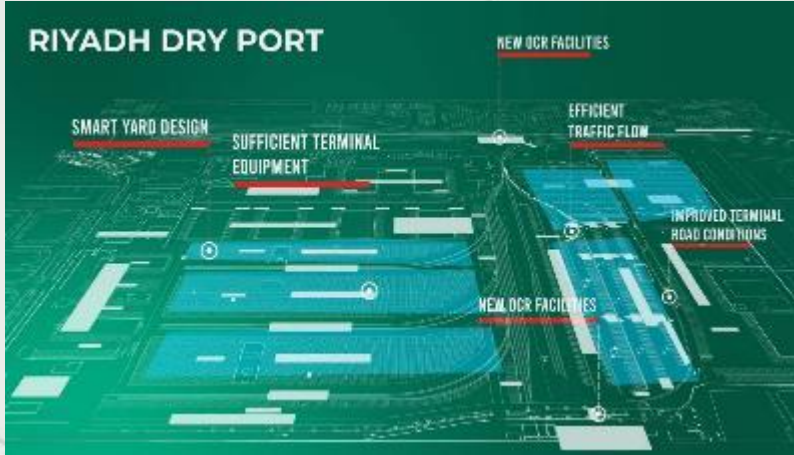 RIYADH DRY PORT
NEW OCR FACILITIES
SMART YARD DESIGN
SUFFICIENT TERMINAL
EQUIPMENT
EFFICIENT
TRAFFIC FLOW
IMPROVED TERMINAL
ROAD CONDITIONS
NEW OCR FACILITIES